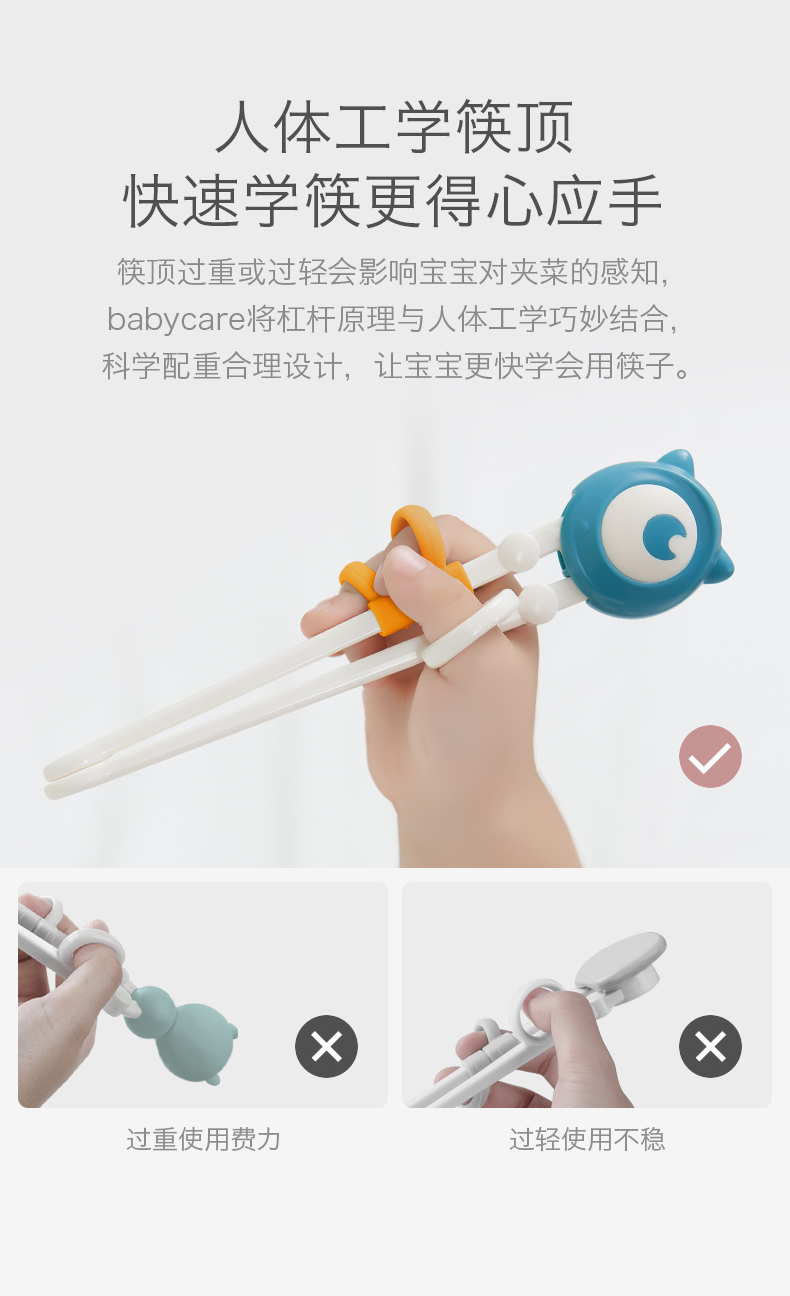 人体工学筷顶
快速学筷更得心应手
筷顶过重或过轻会影响宝宝对夹菜的感知，
babycare将杠杆原理与人体工学巧妙结合，
科学配重合理设计，让宝宝更快学会用筷子。
过重使用费力
过轻使用不稳